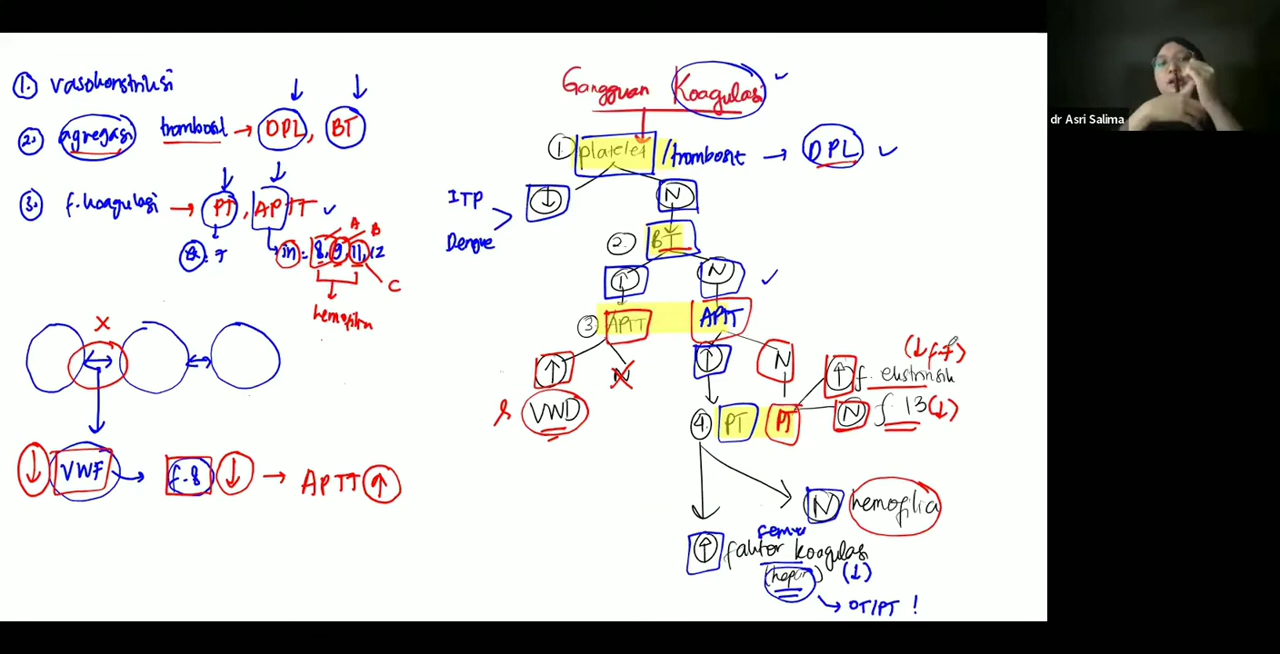 1. vasokonstriksi
2. agregasi trombosit → DPL, BT
3. f. koagulasi → PT, APTT ✓
in = 8, 9, 11, 12
A
B
C
hemofilia
X
↓ VWF → f-8 ↓ → APTT ↑
Gangguan Koagulasi ✓
1. platelet / trombosit → DPL ✓
ITP
Dengue
↓ N
2. BT
↑ N ✓
3. APTT APTT
↑ N
VWD
↑ N
4. PT PT
(↓ f.7)
↑ f. ekstrinsik
N f. 13 (↓)
N hemofilia
semua
↑ faktor koagulasi
(hepar) (↓)
→ OT/PT !
dr Asri Salima